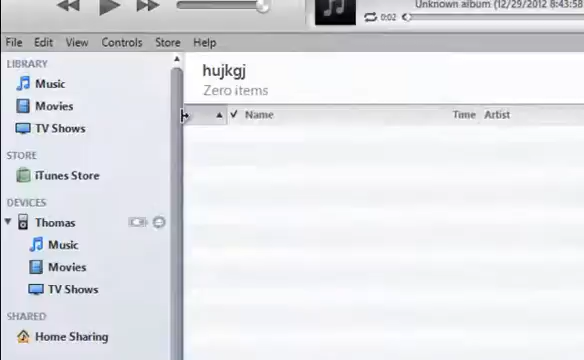 Unknown album (12/29/2012 8:43:58
0:02
File Edit View Controls Store Help
LIBRARY
Music
Movies
TV Shows
STORE
iTunes Store
DEVICES
Thomas
Music
Movies
TV Shows
SHARED
Home Sharing
hujkgj
Zero items
Name Time Artist